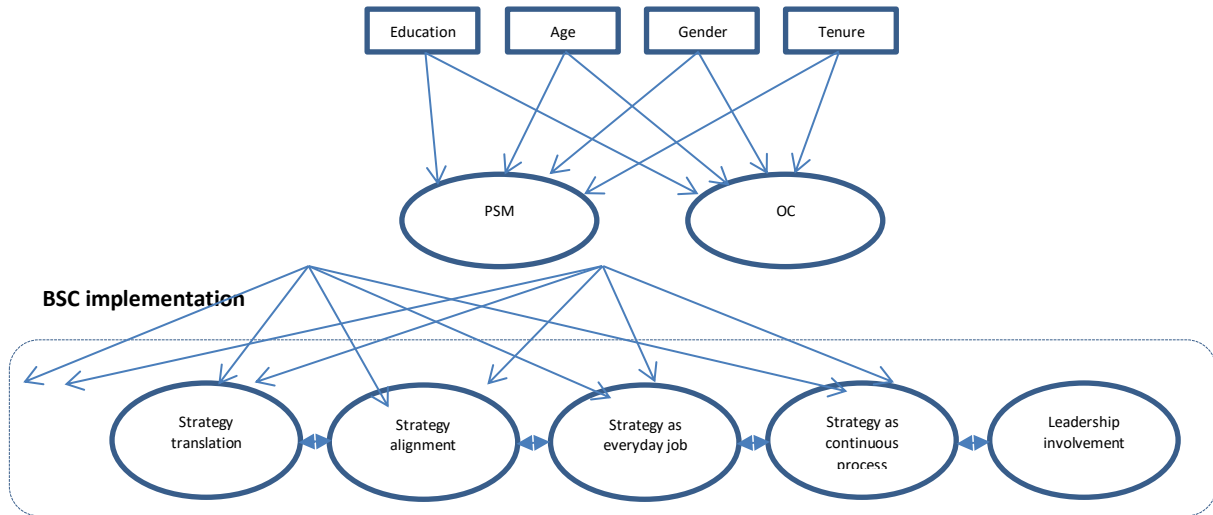 Education
Age
Gender
Tenure
PSM
OC
BSC implementation
Strategy
translation
Strategy
alignment
Strategy as
everyday job
Strategy as
continuous
process
Leadership
involvement